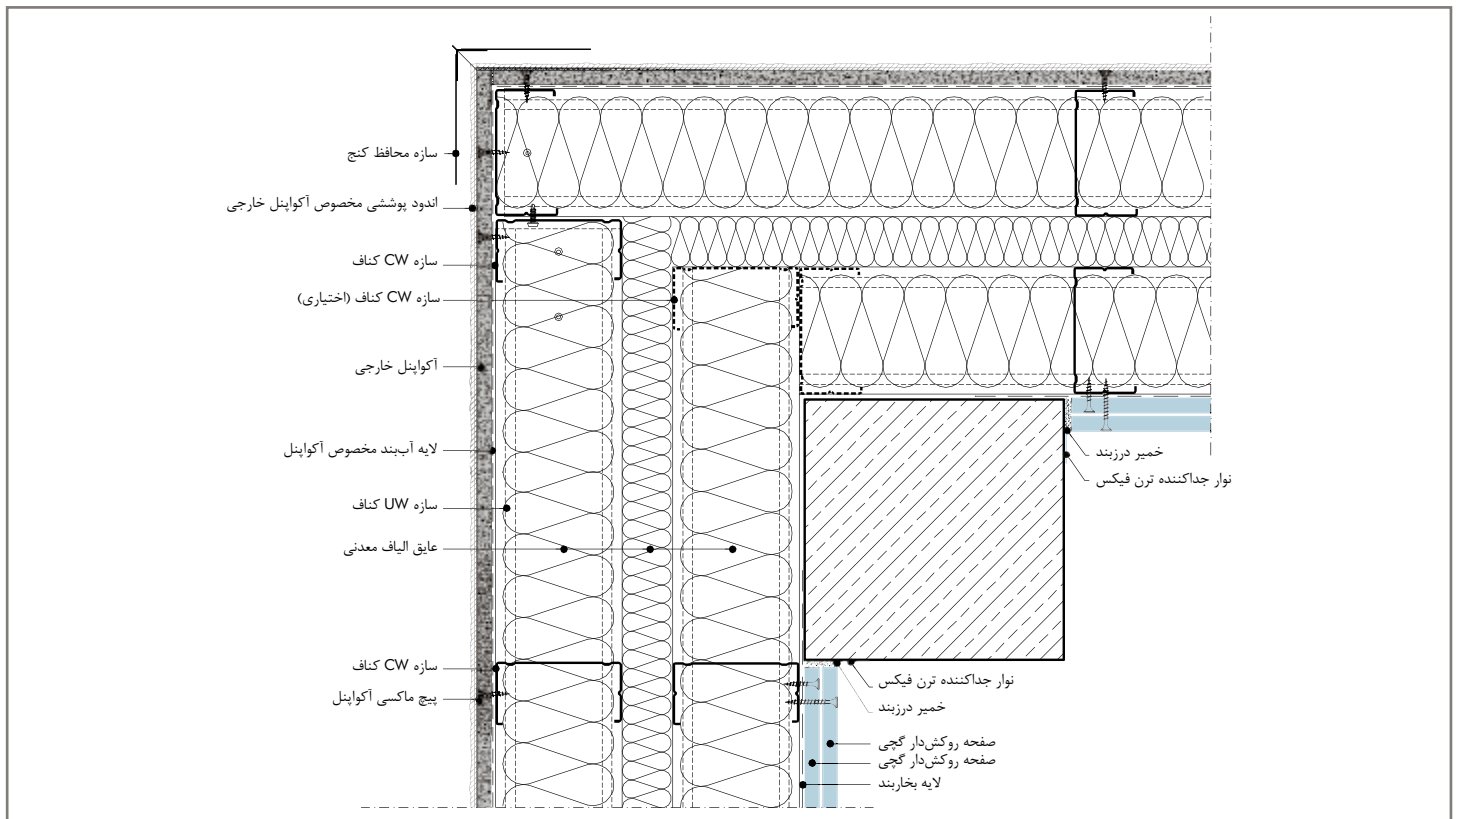 سازه محافظ کنج
اندود پوششی مخصوص آکواپنل خارجی
سازه CW کناف
سازه CW کناف (اختیاری)
آکواپنل خارجی
لایه آب‌بند مخصوص آکواپنل
سازه UW کناف
عایق الیاف معدنی
سازه CW کناف
پیچ ماکسی آکواپنل
خمیر درزبند
نوار جداکننده ترن فیکس
نوار جداکننده ترن فیکس
خمیر درزبند
صفحه روکش‌دار گچی
صفحه روکش‌دار گچی
لایه بخاربند